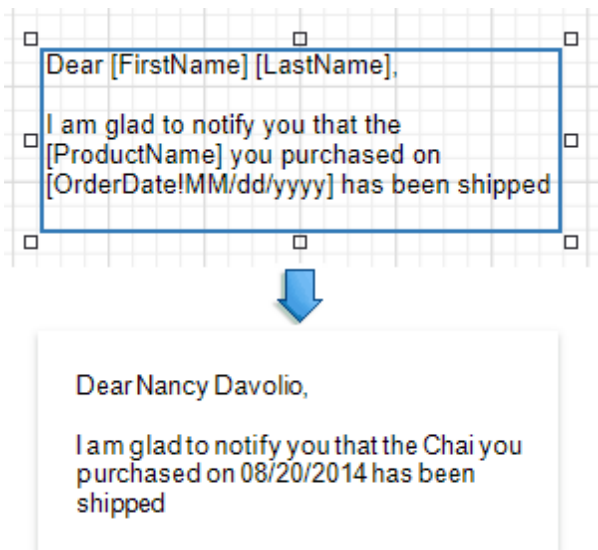 Dear [FirstName] [LastName],
I am glad to notify you that the
[ProductName] you purchased on
[OrderDate!MM/dd/yyyy] has been shipped
Dear Nancy Davolio,
I am glad to notify you that the Chai you
purchased on 08/20/2014 has been
shipped